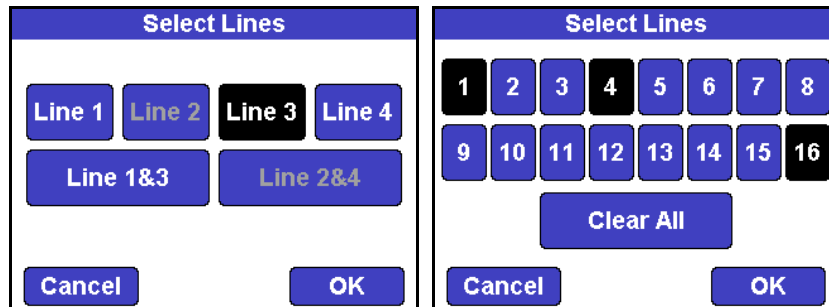 Select Lines
Line 1 Line 2 Line 3 Line 4
Line 1&3 Line 2&4
Cancel OK
Select Lines
1 2 3 4 5 6 7 8
9 10 11 12 13 14 15 16
Clear All
Cancel OK